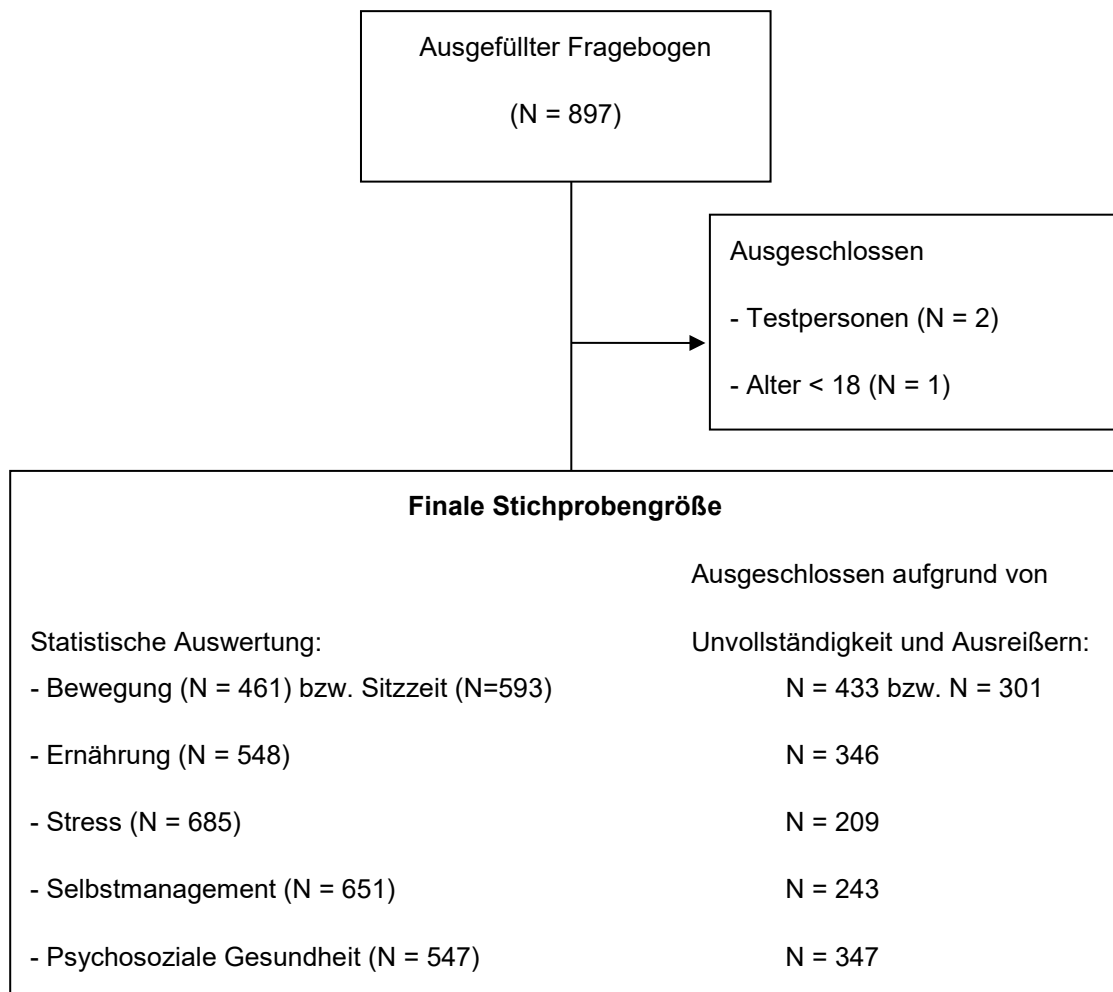 Ausgefüllter Fragebogen
(N = 897)
Ausgeschlossen
- Testpersonen (N = 2)
- Alter < 18 (N = 1)
Finale Stichprobengröße
Ausgeschlossen aufgrund von
Statistische Auswertung: Unvollständigkeit und Ausreißern:
- Bewegung (N = 461) bzw. Sitzzeit (N=593) N = 433 bzw. N = 301
- Ernährung (N = 548) N = 346
- Stress (N = 685) N = 209
- Selbstmanagement (N = 651) N = 243
- Psychosoziale Gesundheit (N = 547) N = 347